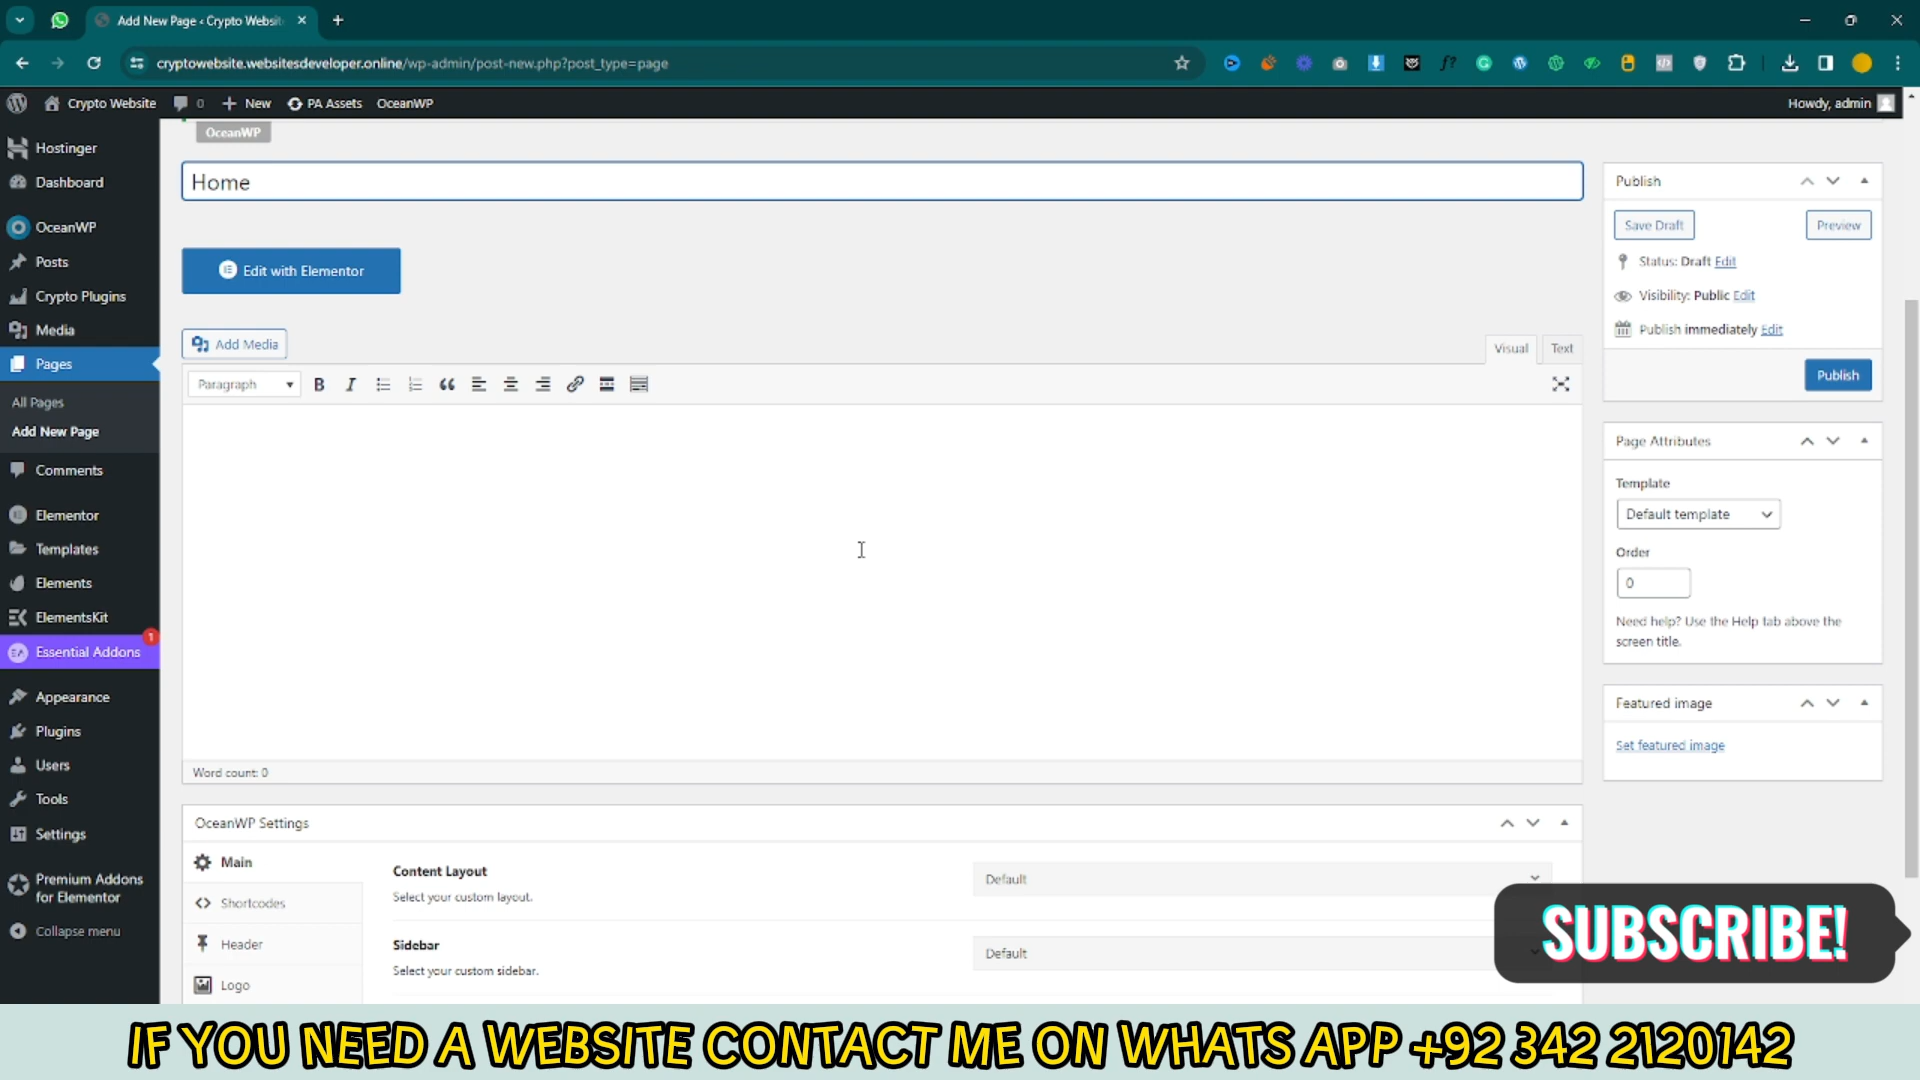 Add New Page ‹ Crypto Websit
cryptowebsite.websitesdeveloper.online/wp-admin/post-new.php?post_type=page
Crypto Website
0
New
PA Assets
OceanWP
Howdy, admin
Hostinger
Dashboard
OceanWP
Posts
Crypto Plugins
Media
Pages
All Pages
Add New Page
Comments
Elementor
Templates
Elements
ElementsKit
Essential Addons
1
Appearance
Plugins
Users
Tools
Settings
Premium Addons
for Elementor
Collapse menu
OceanWP
Home
Edit with Elementor
Add Media
Visual
Text
Paragraph
Word count: 0
OceanWP Settings
Main
Shortcodes
Header
Logo
Content Layout
Select your custom layout.
Default
Sidebar
Select your custom sidebar.
Default
Publish
Save Draft
Preview
Status: Draft Edit
Visibility: Public Edit
Publish immediately Edit
Publish
Page Attributes
Template
Default template
Order
0
Need help? Use the Help tab above the
screen title.
Featured image
Set featured image
SUBSCRIBE!
IF YOU NEED A WEBSITE CONTACT ME ON WHATS APP +92 342 2120142